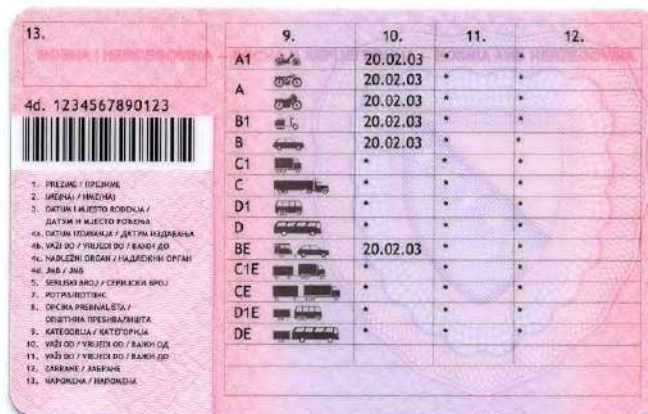 13.
BOSNA I HERCEGOVINA
4d. 1234567890123
1. PREZIME / ПРЕЗИМЕ
2. IME(NA) / ИМЕ(НА)
3. DATUM I MJESTO ROĐENJA /
ДАТУМ И МЈЕСТО РОЂЕЊА
4a. DATUM IZDAVANJA / ДАТУМ ИЗДАВАЊА
4b. VAŽI DO / VRIJEDI DO / ВАЖИ ДО
4c. NADLEŽNI ORGAN / НАДЛЕЖНИ ОРГАН
4d. JMB / ЈМБ
5. SERIJSKI BROJ / СЕРИЈСКИ БРОЈ
7. POTPIS/ПОТПИС
8. OPĆINA PREBIVALIŠTA /
ОПШТИНА ПРЕБИВАЛИШТА
9. KATEGORIJA / КАТЕГОРИЈА
10. VAŽI OD / VRIJEDI OD / ВАЖИ ОД
11. VAŽI DO / VRIJEDI DO / ВАЖИ ДО
12. ZABRANE / ЗАБРАНЕ
13. NAPOMENA / НАПОМЕНА
9. 10. 11. 12.
A1 20.02.03 * *
A 20.02.03 * *
20.02.03 * *
B1 20.02.03 * *
B 20.02.03 * *
C1 * * *
C * * *
D1 * * *
D * * *
BE 20.02.03 * *
C1E * * *
CE * * *
D1E * * *
DE * * *